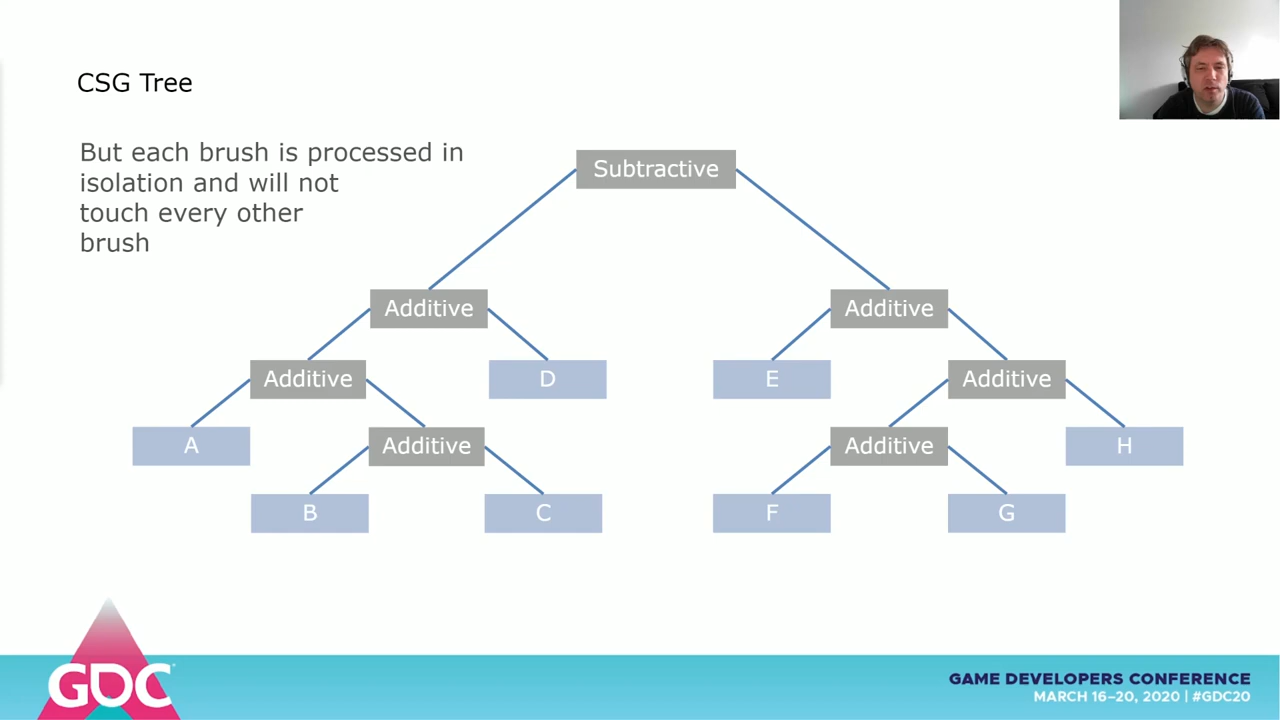 CSG Tree
But each brush is processed in
isolation and will not
touch every other
brush
Subtractive
Additive
Additive
Additive
D
E
Additive
A
Additive
Additive
H
B
C
F
G
GDC
GAME DEVELOPERS CONFERENCE
MARCH 16–20, 2020 | #GDC20